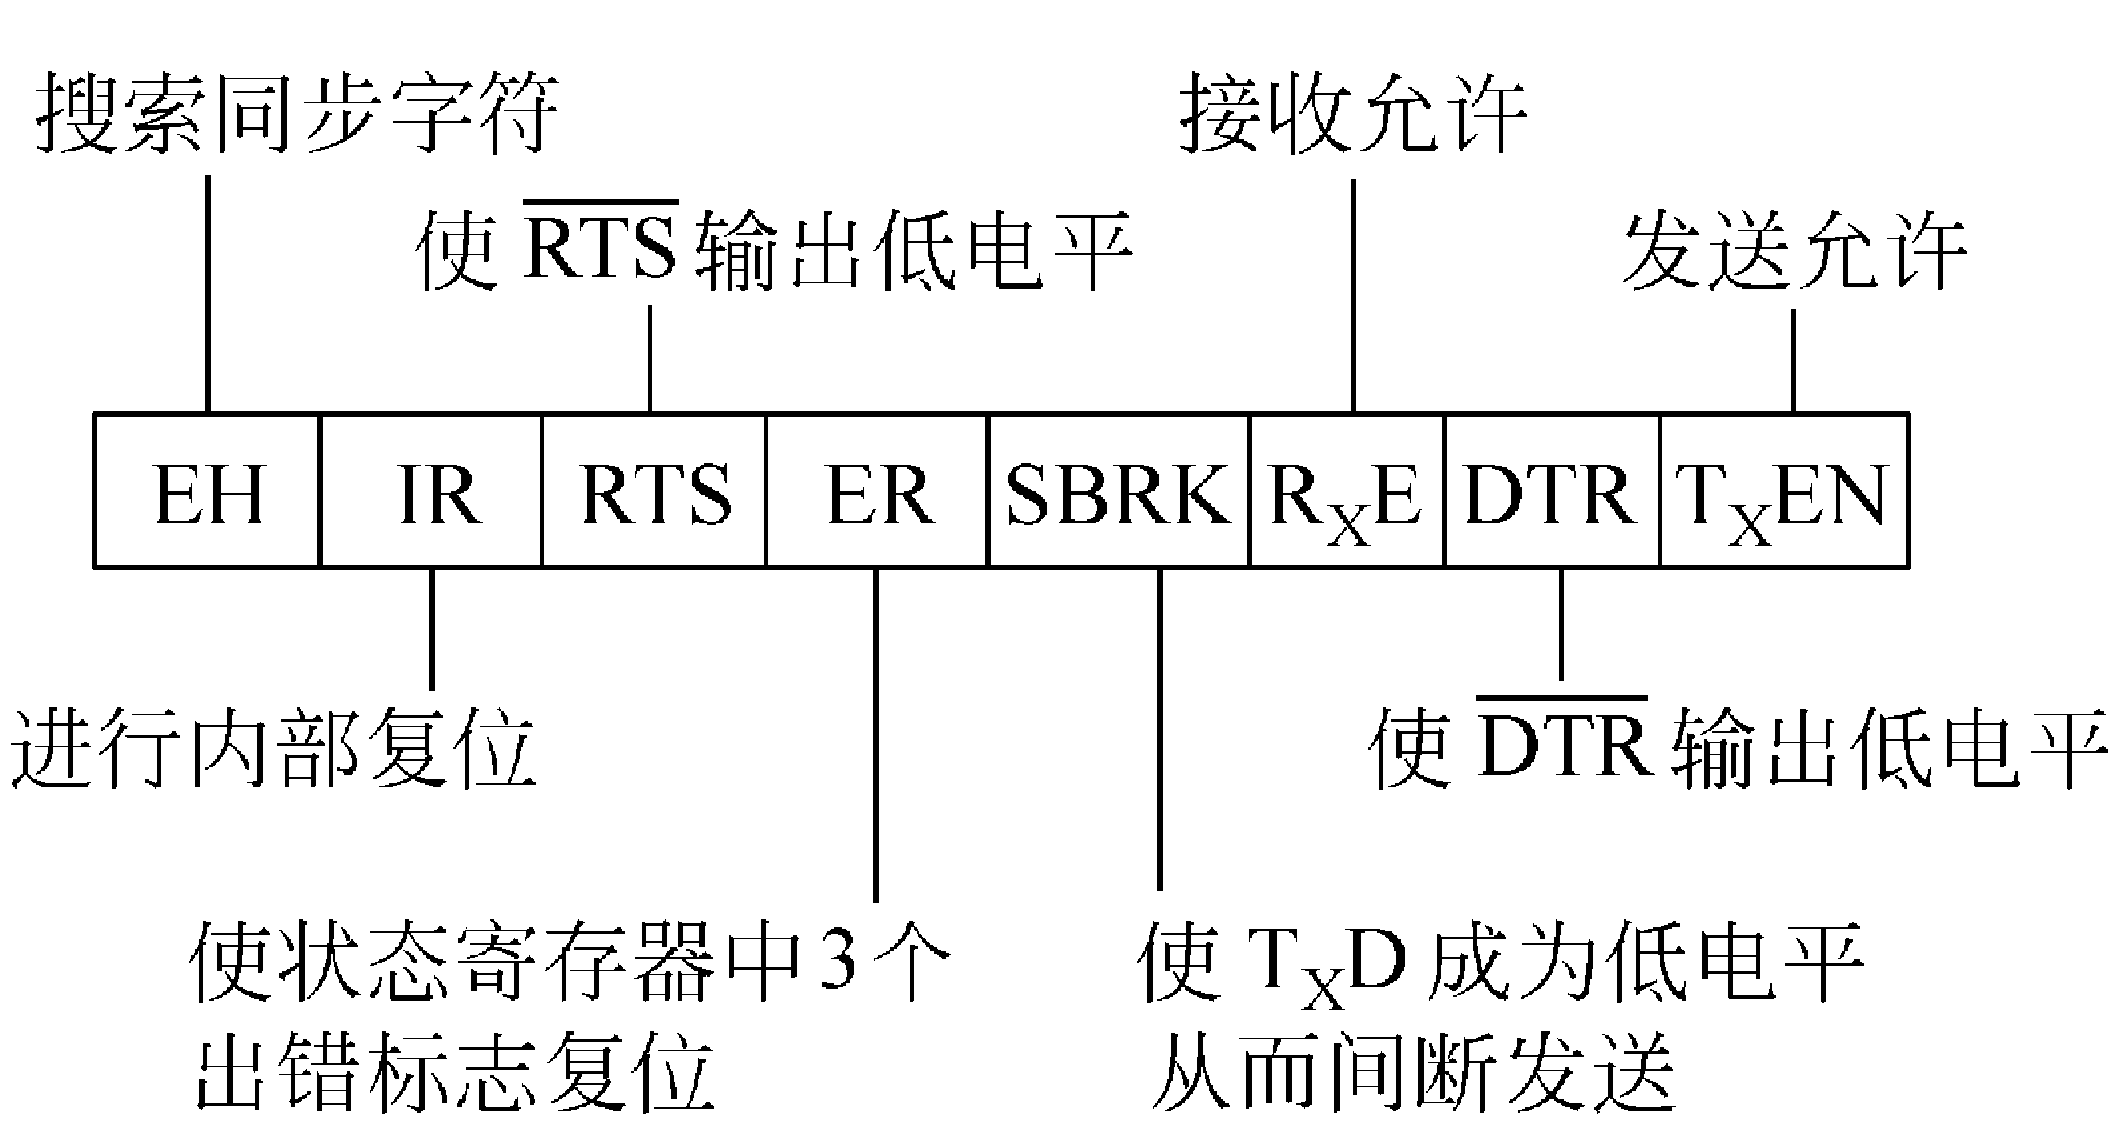 搜索同步字符
接收允许
使 R̅T̅S̅ 输出低电平
发送允许
EH IR RTS ER SBRK RₓE DTR TₓEN
进行内部复位
使 D̅T̅R̅ 输出低电平
使状态寄存器中3个
出错标志复位
使 TₓD 成为低电平
从而间断发送